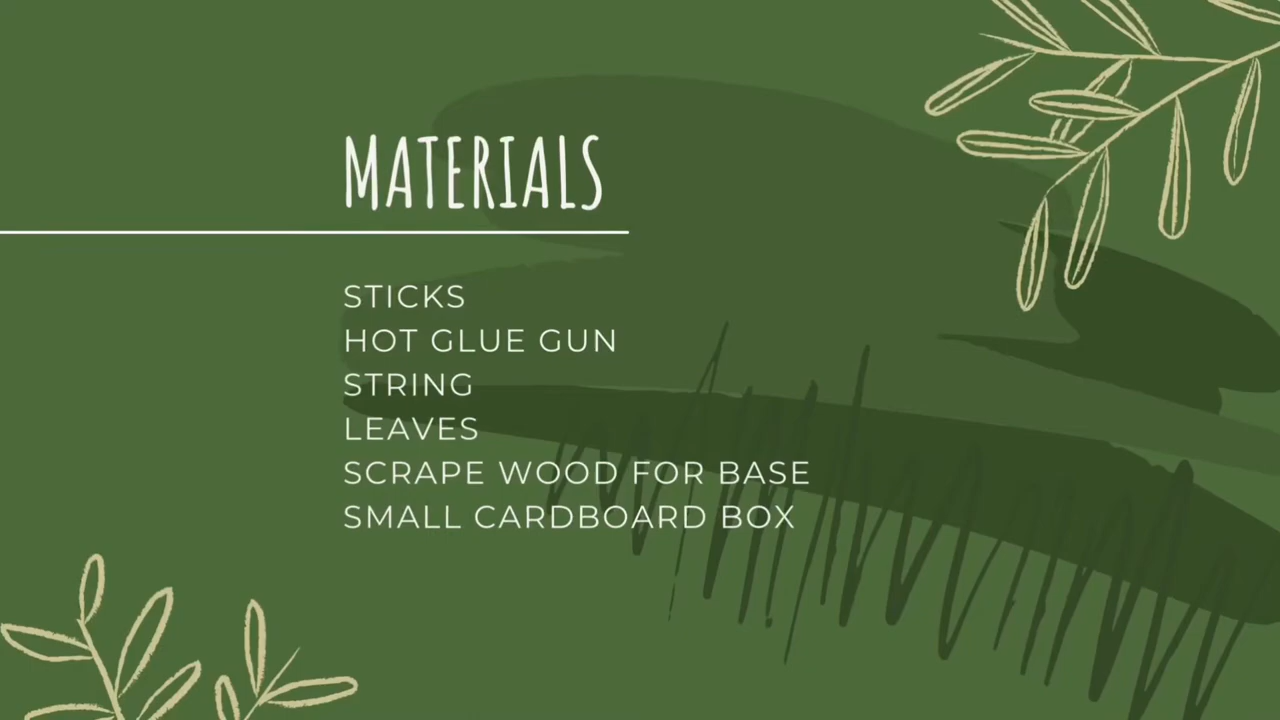 MATERIALS
STICKS
HOT GLUE GUN
STRING
LEAVES
SCRAPE WOOD FOR BASE
SMALL CARDBOARD BOX